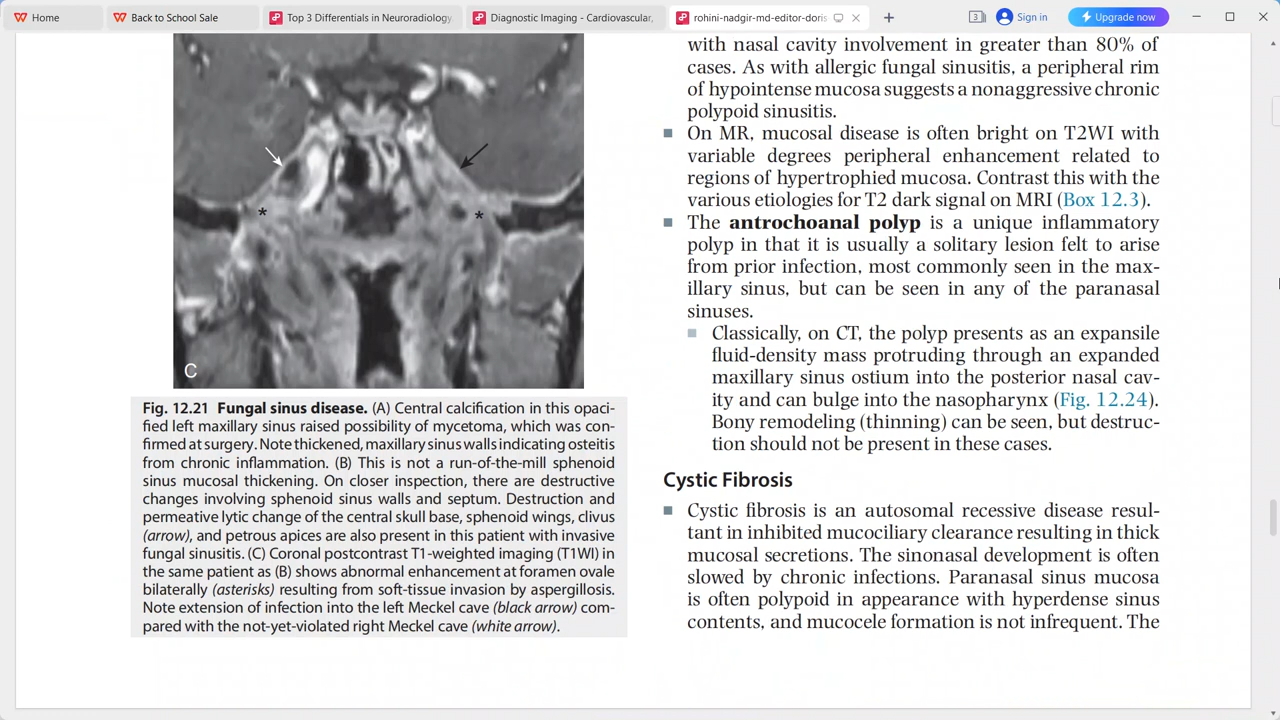 Home
Back to School Sale
Top 3 Differentials in Neuroradiology
Diagnostic Imaging - Cardiovascular,
rohini-nadgir-md-editor-doris
3
Sign in
Upgrade now
C
*
*
Fig. 12.21 Fungal sinus disease. (A) Central calcification in this opaci-
fied left maxillary sinus raised possibility of mycetoma, which was con-
firmed at surgery. Note thickened, maxillary sinus walls indicating osteitis
from chronic inflammation. (B) This is not a run-of-the-mill sphenoid
sinus mucosal thickening. On closer inspection, there are destructive
changes involving sphenoid sinus walls and septum. Destruction and
permeative lytic change of the central skull base, sphenoid wings, clivus
(arrow), and petrous apices are also present in this patient with invasive
fungal sinusitis. (C) Coronal postcontrast T1-weighted imaging (T1WI) in
the same patient as (B) shows abnormal enhancement at foramen ovale
bilaterally (asterisks) resulting from soft-tissue invasion by aspergillosis.
Note extension of infection into the left Meckel cave (black arrow) com-
pared with the not-yet-violated right Meckel cave (white arrow).
with nasal cavity involvement in greater than 80% of
cases. As with allergic fungal sinusitis, a peripheral rim
of hypointense mucosa suggests a nonaggressive chronic
polypoid sinusitis.
On MR, mucosal disease is often bright on T2WI with
variable degrees peripheral enhancement related to
regions of hypertrophied mucosa. Contrast this with the
various etiologies for T2 dark signal on MRI (Box 12.3).
The antrochoanal polyp is a unique inflammatory
polyp in that it is usually a solitary lesion felt to arise
from prior infection, most commonly seen in the max-
illary sinus, but can be seen in any of the paranasal
sinuses.
Classically, on CT, the polyp presents as an expansile
fluid-density mass protruding through an expanded
maxillary sinus ostium into the posterior nasal cav-
ity and can bulge into the nasopharynx (Fig. 12.24).
Bony remodeling (thinning) can be seen, but destruc-
tion should not be present in these cases.
Cystic Fibrosis
Cystic fibrosis is an autosomal recessive disease resul-
tant in inhibited mucociliary clearance resulting in thick
mucosal secretions. The sinonasal development is often
slowed by chronic infections. Paranasal sinus mucosa
is often polypoid in appearance with hyperdense sinus
contents, and mucocele formation is not infrequent. The